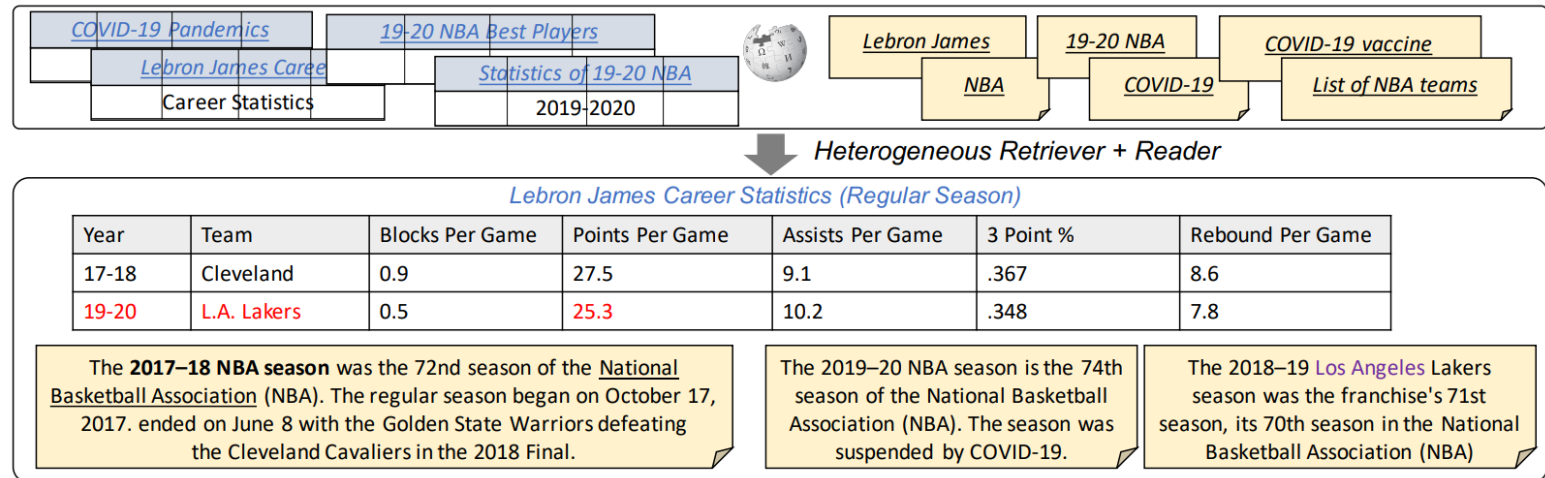 COVID-19 Pandemics
19-20 NBA Best Players
Lebron James Caree
Career Statistics
Statistics of 19-20 NBA
2019-2020
Lebron James
19-20 NBA
COVID-19 vaccine
NBA
COVID-19
List of NBA teams
Heterogeneous Retriever + Reader
Lebron James Career Statistics (Regular Season)
Year Team Blocks Per Game Points Per Game Assists Per Game 3 Point % Rebound Per Game
17-18 Cleveland 0.9 27.5 9.1 .367 8.6
19-20 L.A. Lakers 0.5 25.3 10.2 .348 7.8
The 2017–18 NBA season was the 72nd season of the National
Basketball Association (NBA). The regular season began on October 17,
2017. ended on June 8 with the Golden State Warriors defeating
the Cleveland Cavaliers in the 2018 Final.
The 2019–20 NBA season is the 74th
season of the National Basketball
Association (NBA). The season was
suspended by COVID-19.
The 2018–19 Los Angeles Lakers
season was the franchise's 71st
season, its 70th season in the National
Basketball Association (NBA)